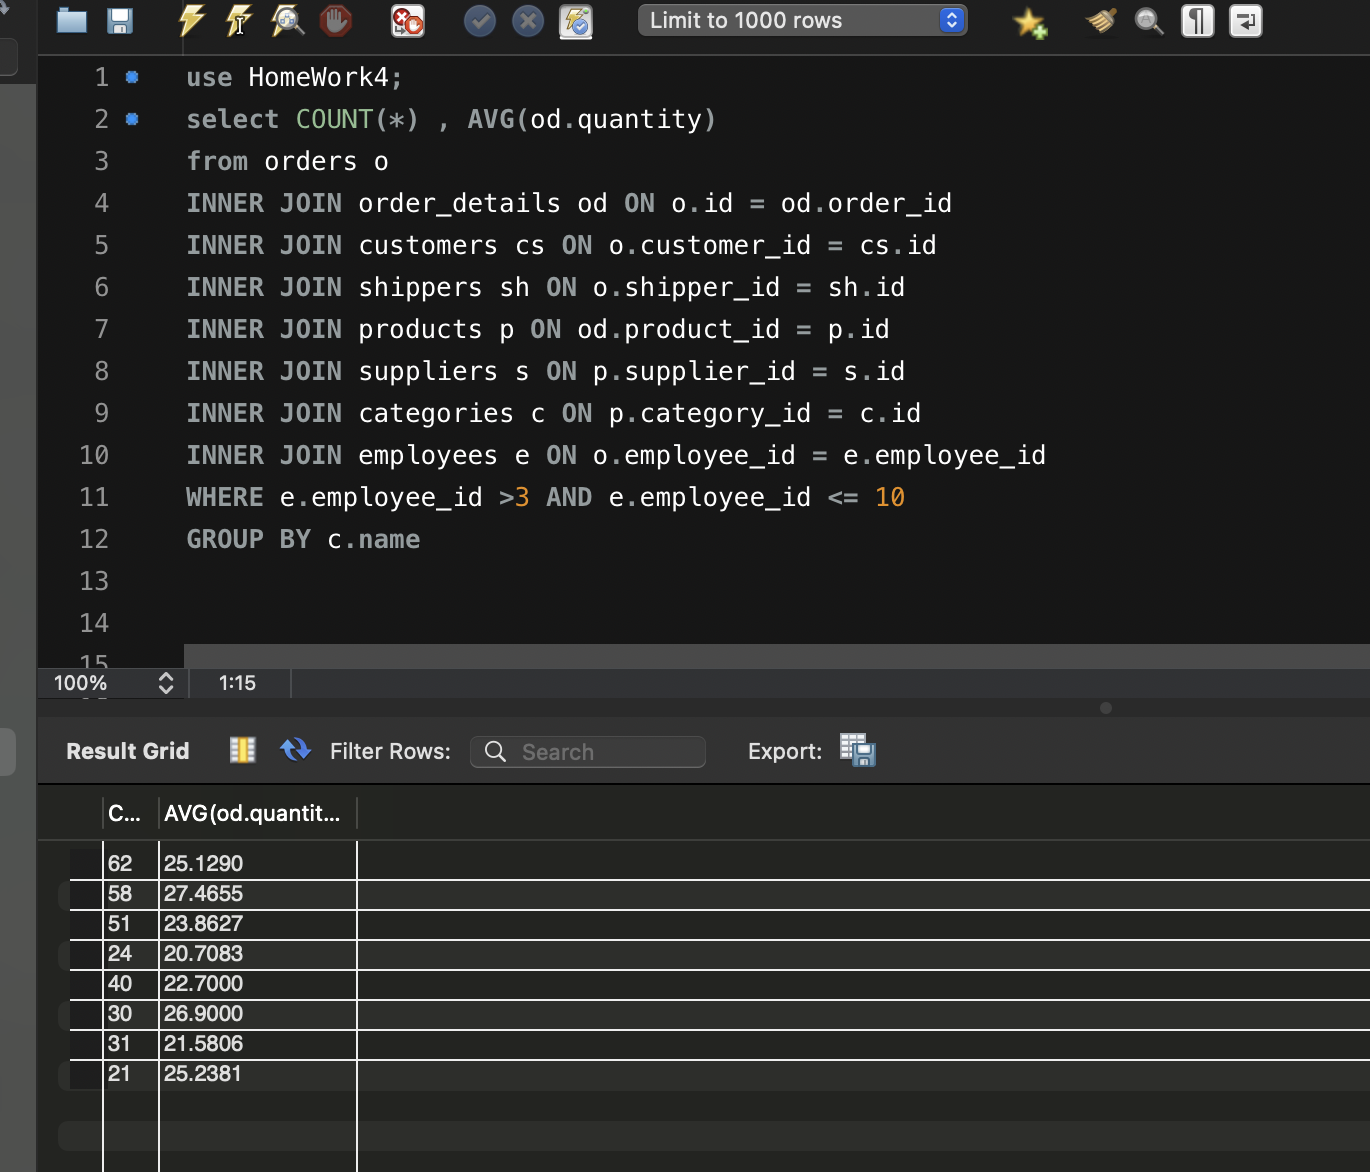 Limit to 1000 rows
1 use HomeWork4;
2 select COUNT(*) , AVG(od.quantity)
3 from orders o
4 INNER JOIN order_details od ON o.id = od.order_id
5 INNER JOIN customers cs ON o.customer_id = cs.id
6 INNER JOIN shippers sh ON o.shipper_id = sh.id
7 INNER JOIN products p ON od.product_id = p.id
8 INNER JOIN suppliers s ON p.supplier_id = s.id
9 INNER JOIN categories c ON p.category_id = c.id
10 INNER JOIN employees e ON o.employee_id = e.employee_id
11 WHERE e.employee_id >3 AND e.employee_id <= 10
12 GROUP BY c.name
13
14
15
100% 1:15
Result Grid Filter Rows: Search Export:
C... AVG(od.quantit...
62 25.1290
58 27.4655
51 23.8627
24 20.7083
40 22.7000
30 26.9000
31 21.5806
21 25.2381